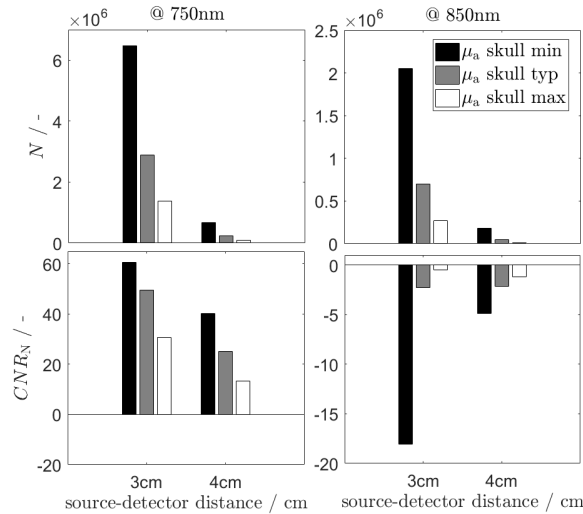 @ 750nm
@ 850nm
×10⁶
6
4
2
0
N / -
×10⁶
2.5
2
1.5
1
0.5
0
μa skull min
μa skull typ
μa skull max
60
40
20
0
-20
CNR_N / -
0
-5
-10
-15
-20
3cm 4cm
source-detector distance / cm
3cm 4cm
source-detector distance / cm